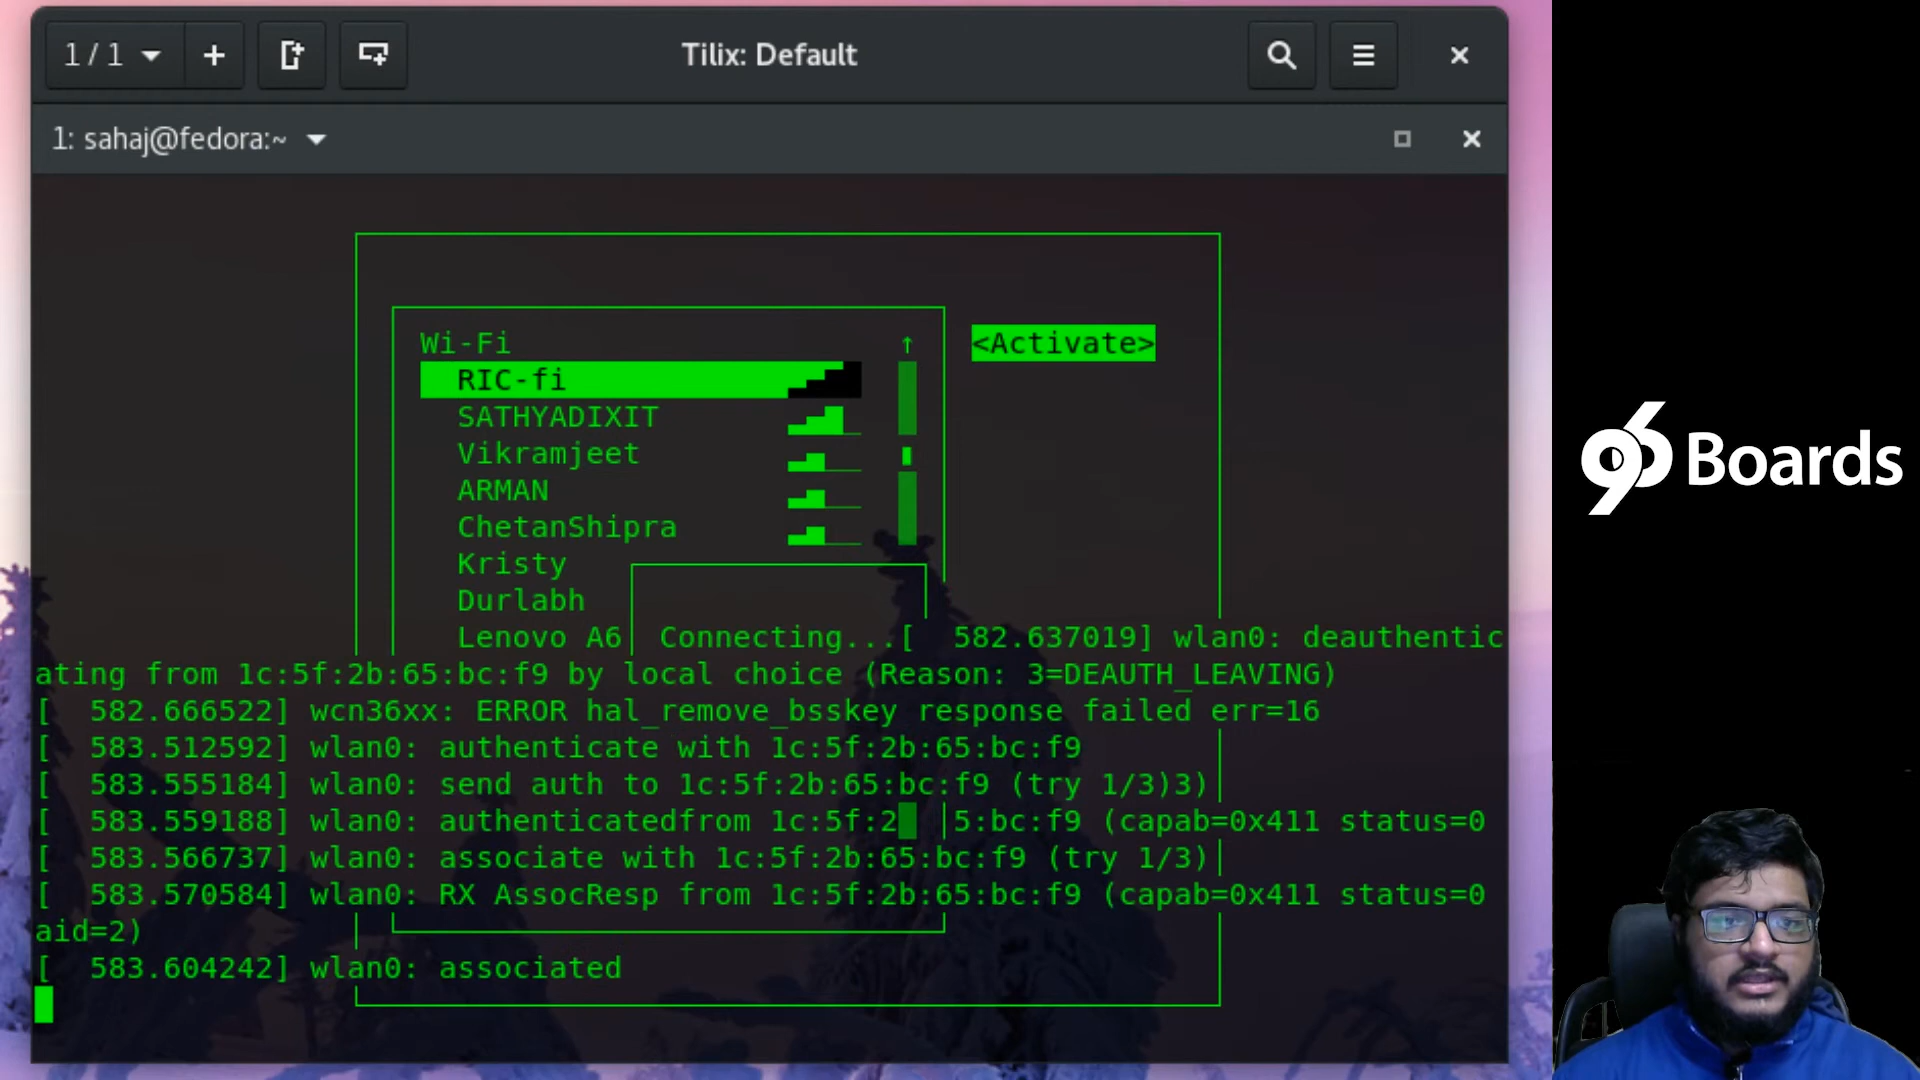 1 / 1
Tilix: Default
1: sahaj@fedora:~
Wi-Fi ↑ <Activate>
RIC-fi
SATHYADIXIT
Vikramjeet
ARMAN
ChetanShipra
Kristy
Durlabh
Lenovo A6 Connecting...[ 582.637019] wlan0: deauthentic
ating from 1c:5f:2b:65:bc:f9 by local choice (Reason: 3=DEAUTH_LEAVING)
[ 582.666522] wcn36xx: ERROR hal_remove_bsskey response failed err=16
[ 583.512592] wlan0: authenticate with 1c:5f:2b:65:bc:f9
[ 583.555184] wlan0: send auth to 1c:5f:2b:65:bc:f9 (try 1/3)3)
[ 583.559188] wlan0: authenticatedfrom 1c:5f:2 5:bc:f9 (capab=0x411 status=0
[ 583.566737] wlan0: associate with 1c:5f:2b:65:bc:f9 (try 1/3)
[ 583.570584] wlan0: RX AssocResp from 1c:5f:2b:65:bc:f9 (capab=0x411 status=0
aid=2)
[ 583.604242] wlan0: associated
96 Boards